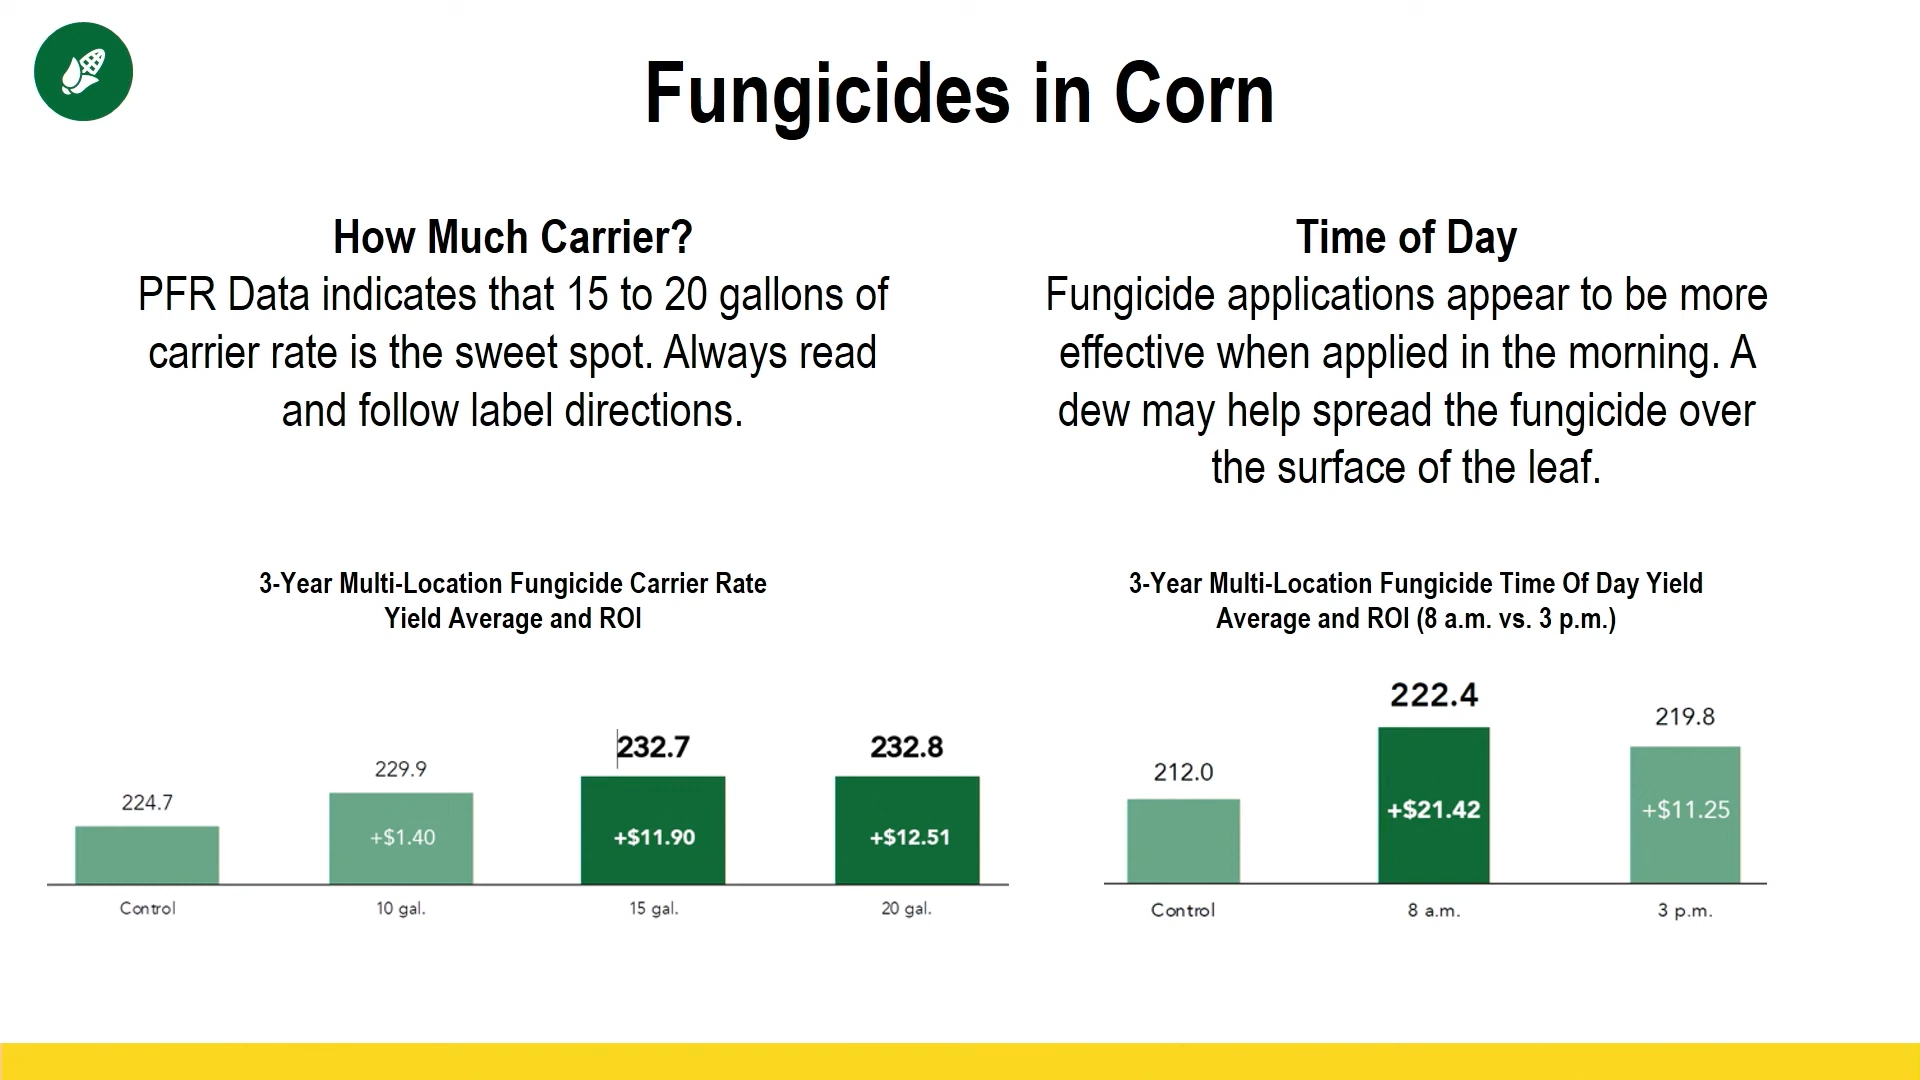 Fungicides in Corn
How Much Carrier?
PFR Data indicates that 15 to 20 gallons of
carrier rate is the sweet spot. Always read
and follow label directions.
Time of Day
Fungicide applications appear to be more
effective when applied in the morning. A
dew may help spread the fungicide over
the surface of the leaf.
3-Year Multi-Location Fungicide Carrier Rate
Yield Average and ROI
224.7
229.9
232.7
232.8
+$1.40
+$11.90
+$12.51
Control
10 gal.
15 gal.
20 gal.
3-Year Multi-Location Fungicide Time Of Day Yield
Average and ROI (8 a.m. vs. 3 p.m.)
212.0
222.4
219.8
+$21.42
+$11.25
Control
8 a.m.
3 p.m.